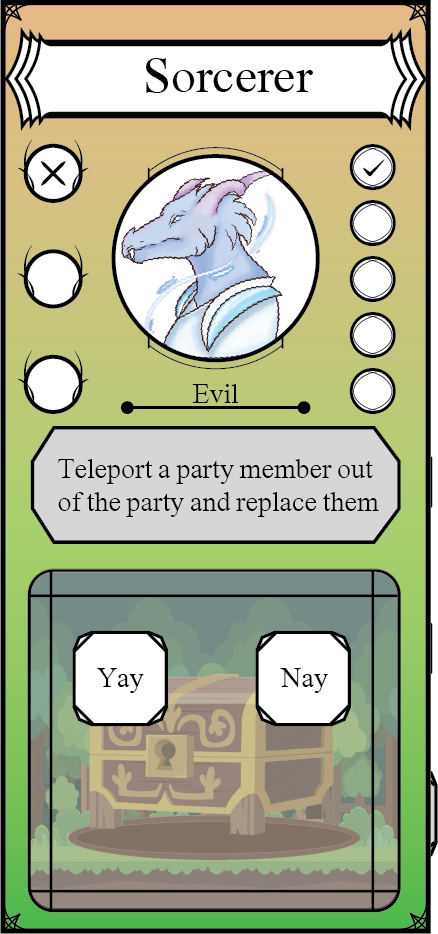 Sorcerer
Evil
Teleport a party member out
of the party and replace them
Yay
Nay